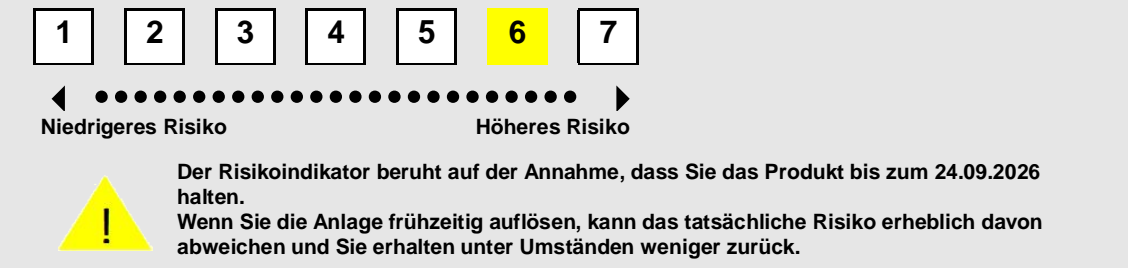 1 2 3 4 5 6 7
Niedrigeres Risiko Höheres Risiko
Der Risikoindikator beruht auf der Annahme, dass Sie das Produkt bis zum 24.09.2026
halten.
Wenn Sie die Anlage frühzeitig auflösen, kann das tatsächliche Risiko erheblich davon
abweichen und Sie erhalten unter Umständen weniger zurück.
!